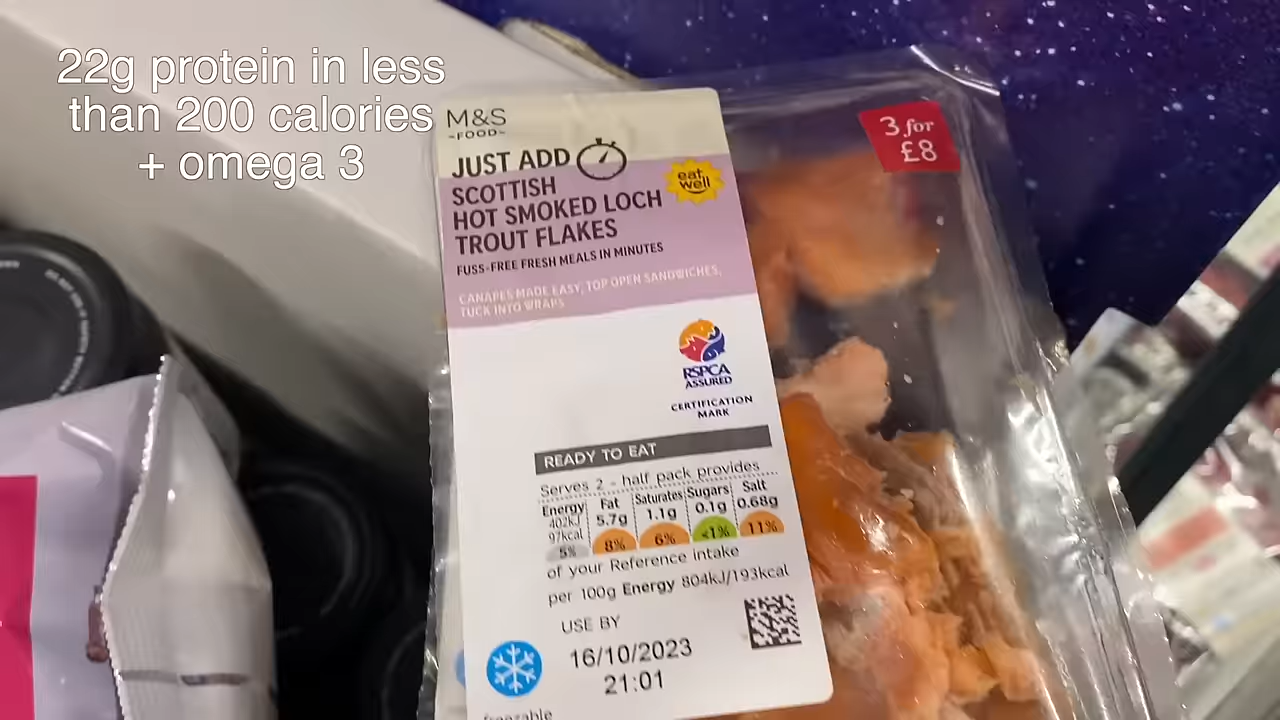 22g protein in less
than 200 calories
+ omega 3
M&S
-FOOD-
JUST ADD
SCOTTISH
HOT SMOKED LOCH
TROUT FLAKES
eat
well
FUSS-FREE FRESH MEALS IN MINUTES
CANAPES MADE EASY, TOP OPEN SANDWICHES,
TUCK INTO WRAPS
3 for
£8
RSPCA
ASSURED
CERTIFICATION
MARK
READY TO EAT
Serves 2 - half pack provides
Energy Fat Saturates Sugars Salt
402kJ 5.7g 1.1g 0.1g 0.68g
97kcal
5% 8% 6% <1% 11%
of your Reference intake
per 100g Energy 804kJ/193kcal
USE BY
16/10/2023
21:01
freezable